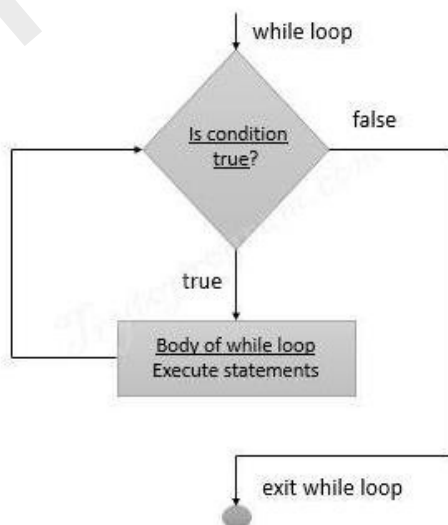 while loop
Is condition
true?
false
true
Body of while loop
Execute statements
exit while loop